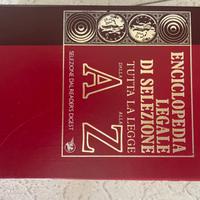 ENCICLOPEDIA
LEGALE
DI SELEZIONE
TUTTA LA LEGGE
DALLA
A
ALLA
Z
SELEZIONE DAL READER'S DIGEST